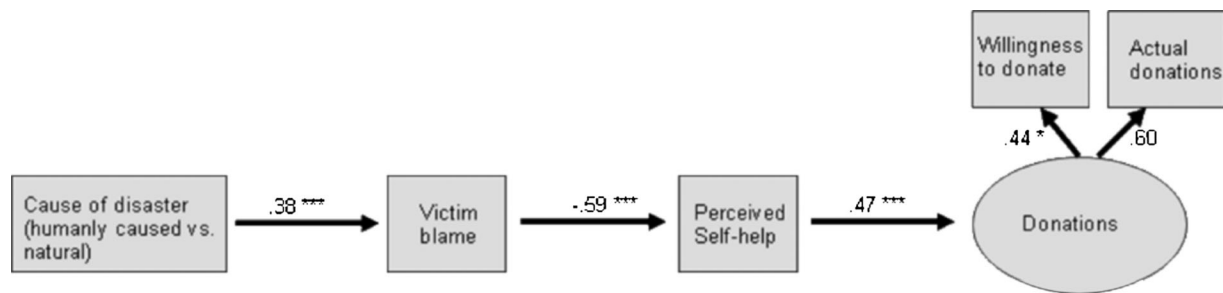 Willingness
to donate
Actual
donations
.44 *
.60
Cause of disaster
(humanly caused vs.
natural)
.38 ***
Victim
blame
-.59 ***
Perceived
Self-help
.47 ***
Donations